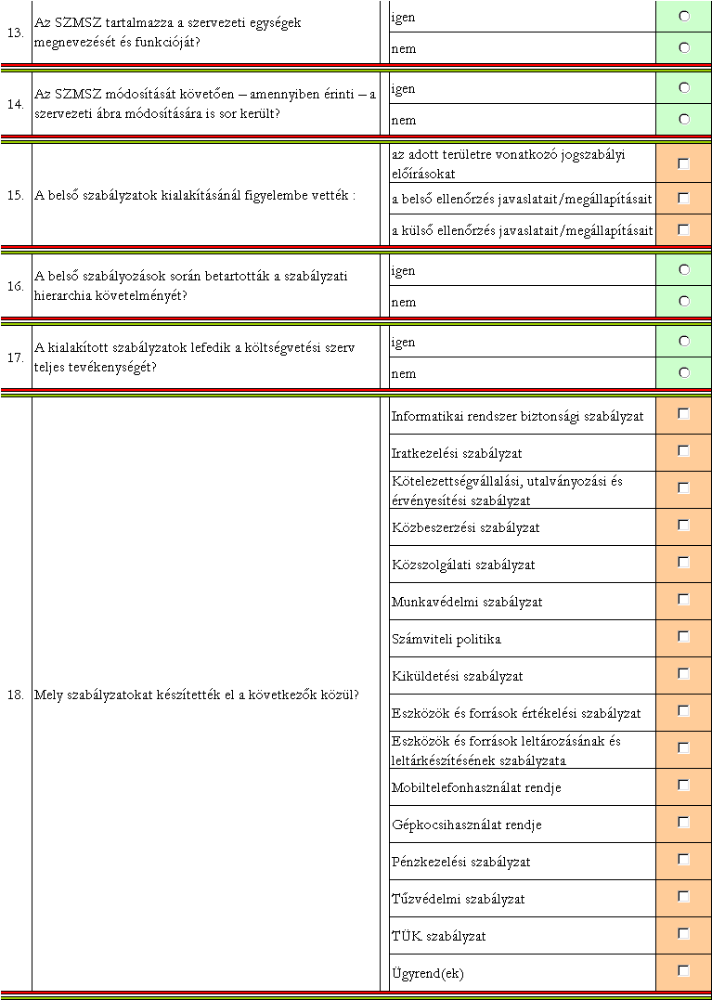 13.
Az SZMSZ tartalmazza a szervezeti egységek
megnevezését és funkcióját?
igen
nem
14.
Az SZMSZ módosítását követően – amennyiben érinti – a
szervezeti ábra módosítására is sor került?
igen
nem
15.
A belső szabályzatok kialakításánál figyelembe vették :
az adott területre vonatkozó jogszabályi
előírásokat
a belső ellenőrzés javaslatait/megállapításait
a külső ellenőrzés javaslatait/megállapításait
16.
A belső szabályozások során betartották a szabályzati
hierarchia követelményét?
igen
nem
17.
A kialakított szabályzatok lefedik a költségvetési szerv
teljes tevékenységét?
igen
nem
18.
Mely szabályzatokat készítették el a következők közül?
Informatikai rendszer biztonsági szabályzat
Iratkezelési szabályzat
Kötelezettségvállalási, utalványozási és
érvényesítési szabályzat
Közbeszerzési szabályzat
Közszolgálati szabályzat
Munkavédelmi szabályzat
Számviteli politika
Kiküldetési szabályzat
Eszközök és források értékelési szabályzat
Eszközök és források leltározásának és
leltárkészítésének szabályzata
Mobiltelefonhasználat rendje
Gépkocsihasználat rendje
Pénzkezelési szabályzat
Tűzvédelmi szabályzat
TÜK szabályzat
Ügyrend(ek)